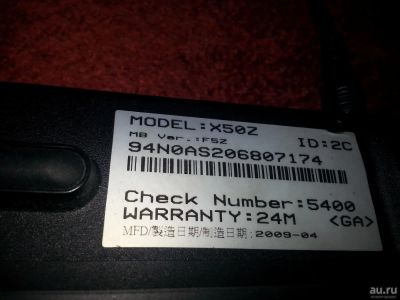 MODEL:X50Z
MB Ver.:F5Z
ID:2C
94N0AS206807174
Check Number:5400
WARRANTY:24M <GA>
MFD/製造日期/制造日期:2009-04
au.ru